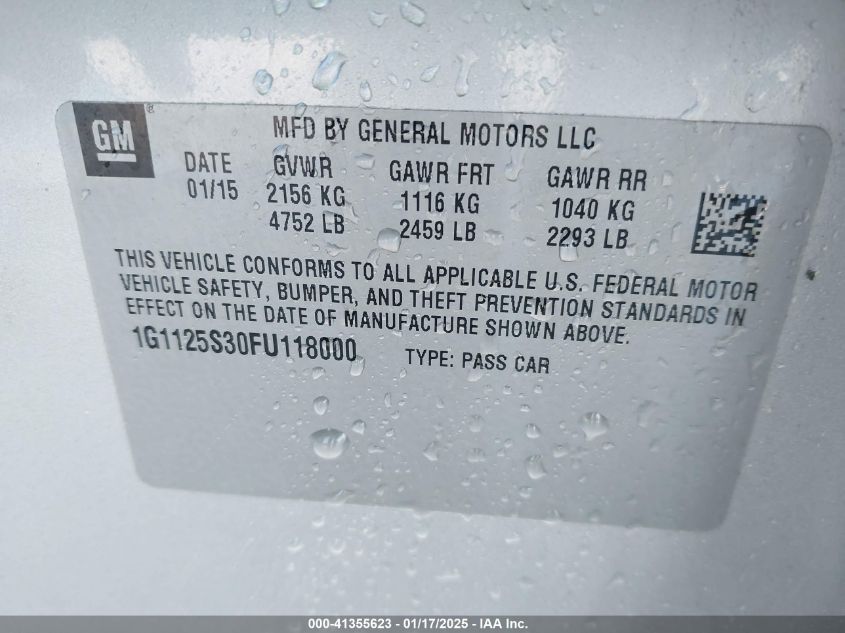 GM
MFD BY GENERAL MOTORS LLC
DATE GVWR GAWR FRT GAWR RR
01/15 2156 KG 1116 KG 1040 KG
4752 LB 2459 LB 2293 LB
THIS VEHICLE CONFORMS TO ALL APPLICABLE U.S. FEDERAL MOTOR
VEHICLE SAFETY, BUMPER, AND THEFT PREVENTION STANDARDS IN
EFFECT ON THE DATE OF MANUFACTURE SHOWN ABOVE.
1G1125S30FU118000 TYPE: PASS CAR
000-41355623 - 01/17/2025 - IAA Inc.